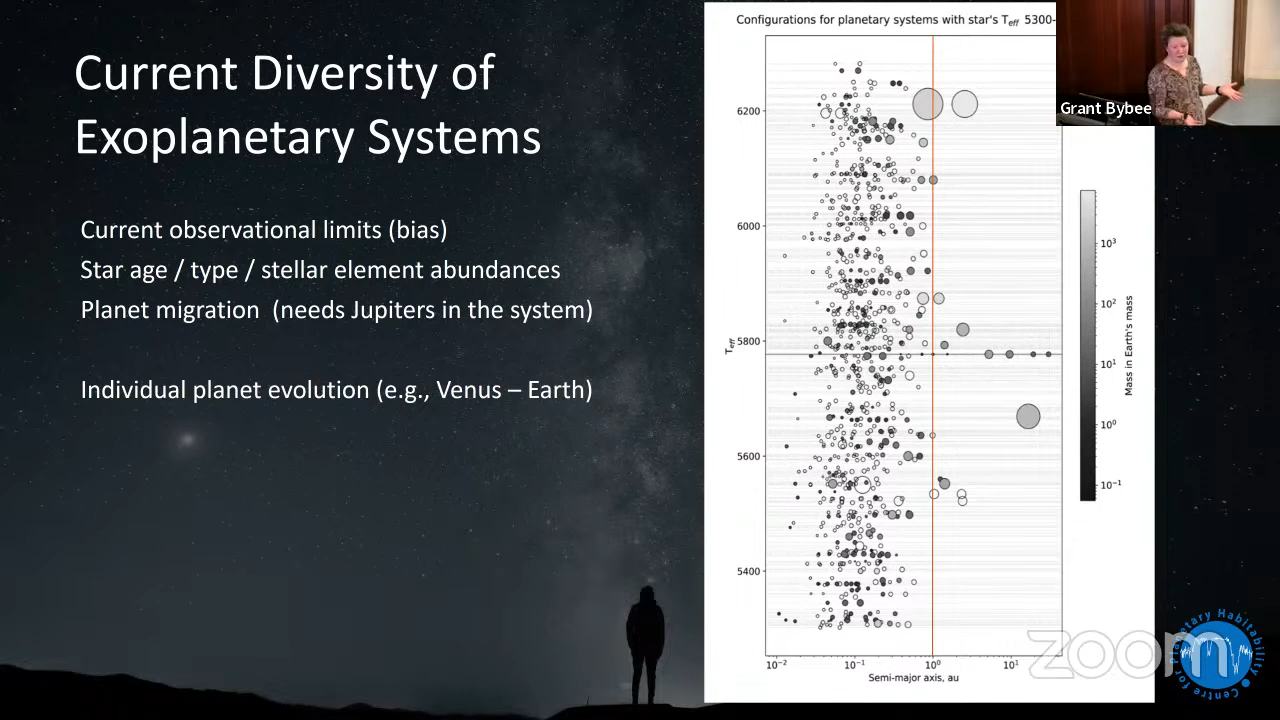 Current Diversity of
Exoplanetary Systems
Current observational limits (bias)
Star age / type / stellar element abundances
Planet migration (needs Jupiters in the system)
Individual planet evolution (e.g., Venus – Earth)
Configurations for planetary systems with star's T_eff 5300-
Grant Bybee
6200
6000
5800
5600
5400
T_eff
10⁻²
10⁻¹
10⁰
10¹
Semi-major axis, au
10³
10²
10¹
10⁰
10⁻¹
Mass in Earth's mass
zoom
Centre for Planetary Habitability